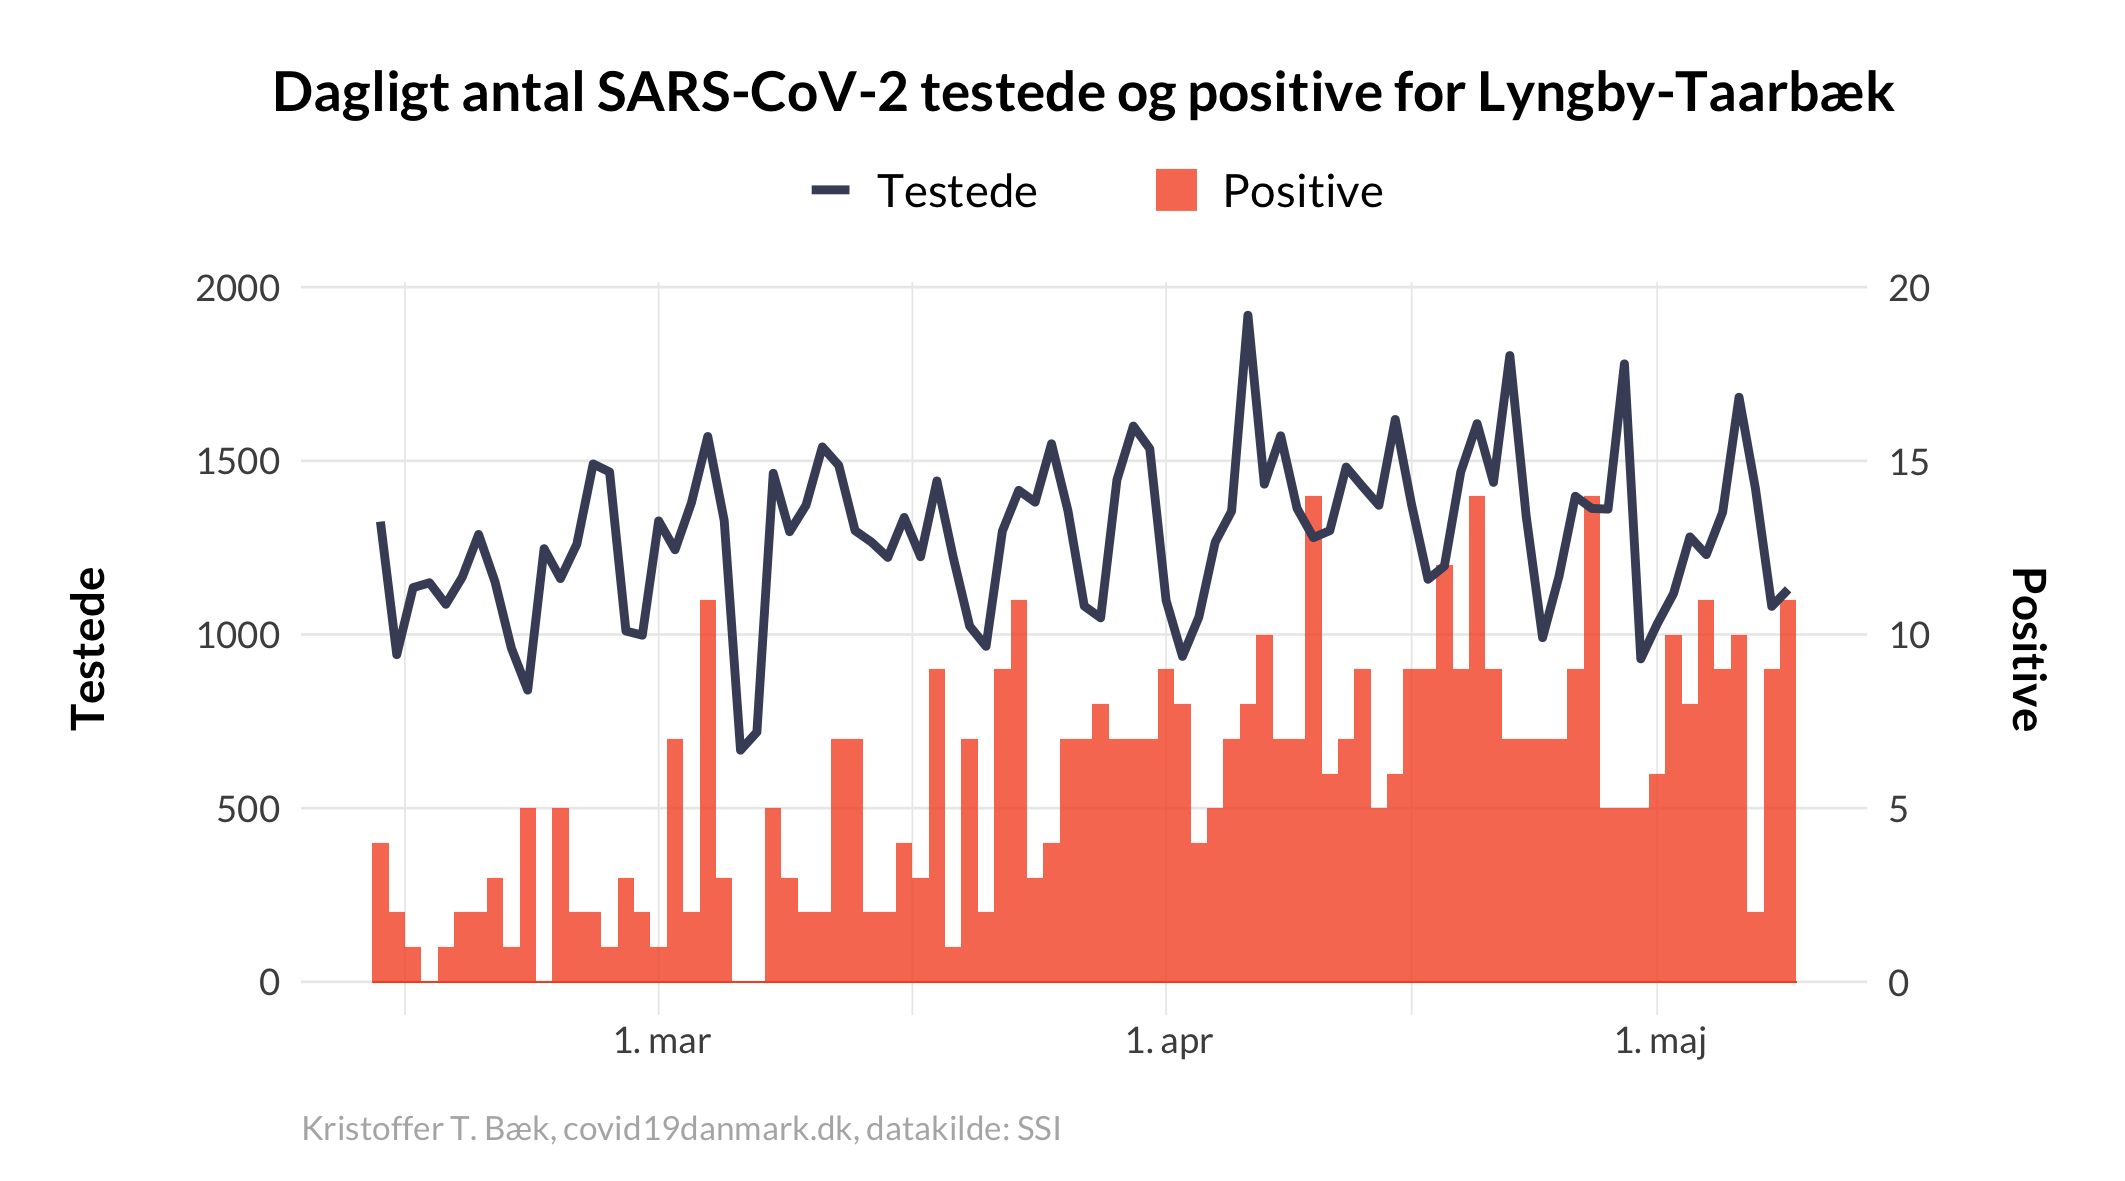 Dagligt antal SARS-CoV-2 testede og positive for Lyngby-Taarbæk
Testede Positive
2000 20
1500 15
1000 10
500 5
0 0
Testede
Positive
1. mar 1. apr 1. maj
Kristoffer T. Bæk, covid19danmark.dk, datakilde: SSI